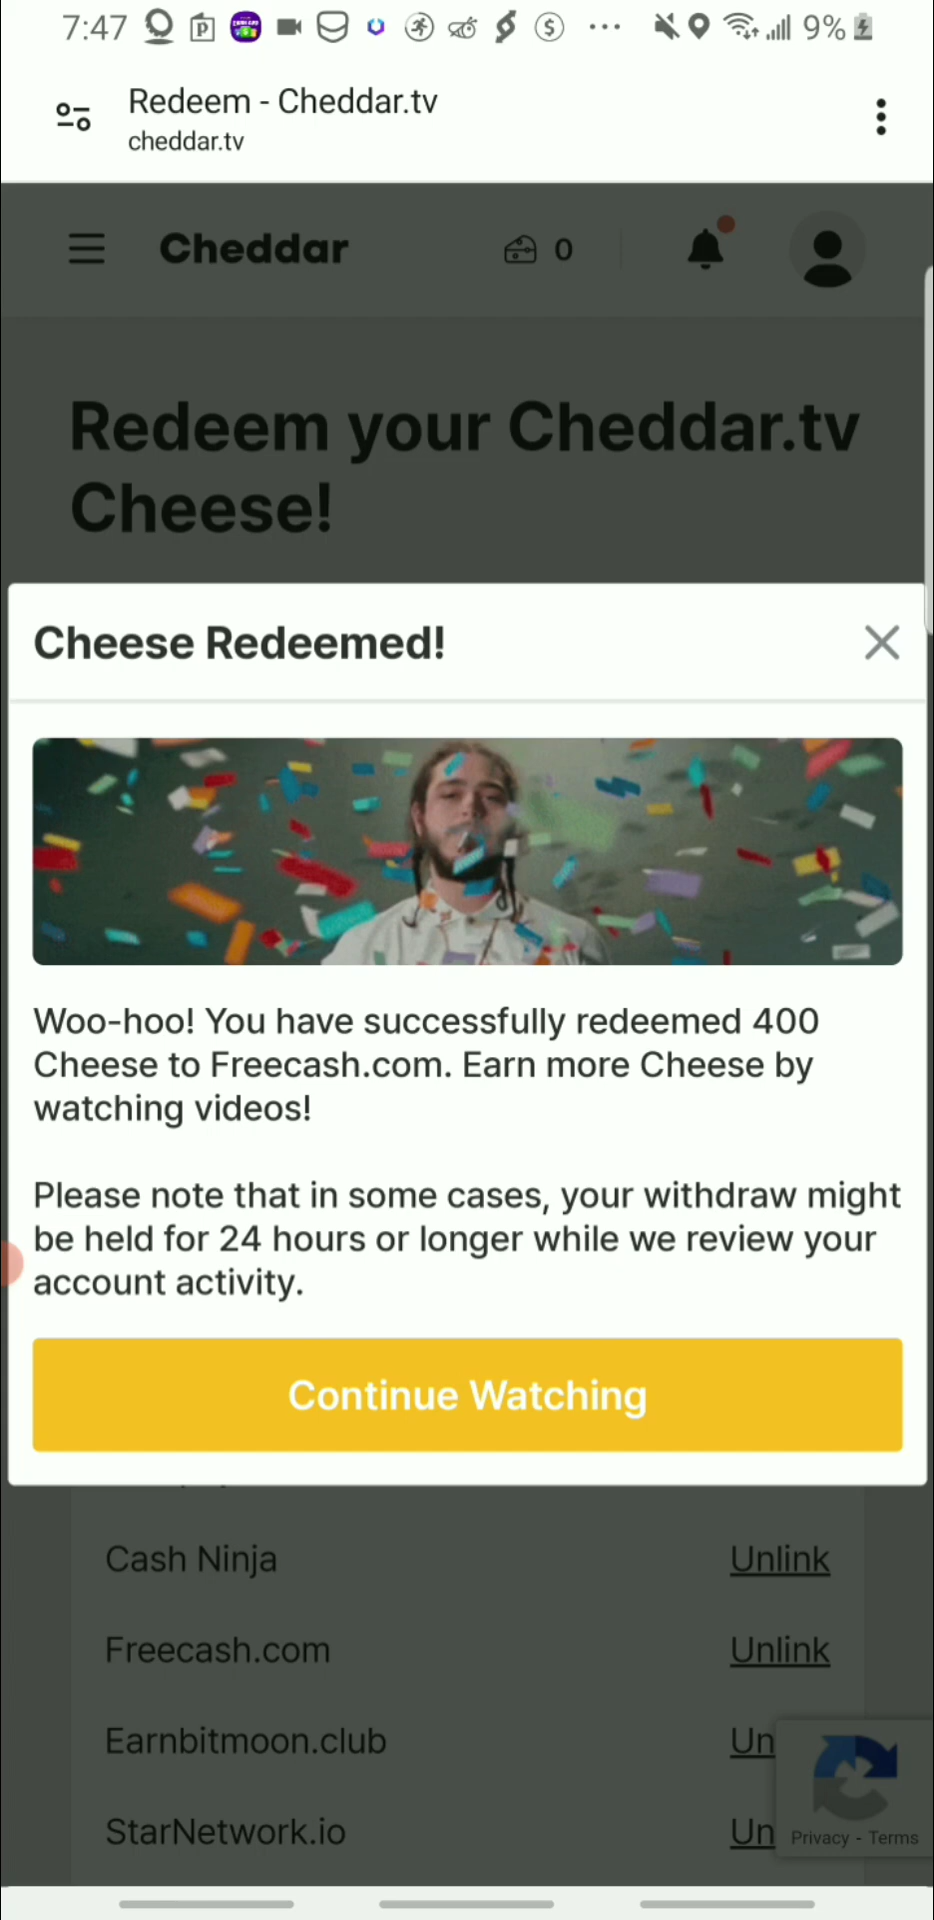 7:47 9%
Redeem - Cheddar.tv
cheddar.tv
Cheddar 0
Redeem your Cheddar.tv
Cheese!
Cheese Redeemed!
Woo-hoo! You have successfully redeemed 400
Cheese to Freecash.com. Earn more Cheese by
watching videos!
Please note that in some cases, your withdraw might
be held for 24 hours or longer while we review your
account activity.
Continue Watching
Cash Ninja Unlink
Freecash.com Unlink
Earnbitmoon.club Un
StarNetwork.io Un
Privacy - Terms